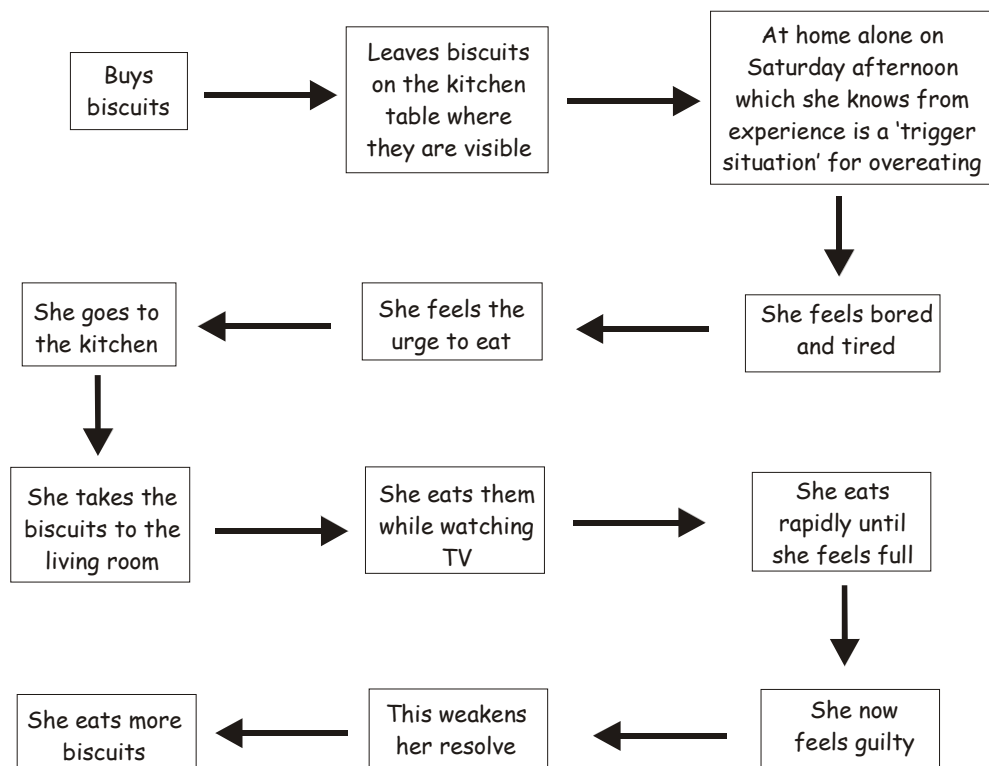 Buys
biscuits
Leaves biscuits
on the kitchen
table where
they are visible
At home alone on
Saturday afternoon
which she knows from
experience is a ‘trigger
situation’ for overeating
She feels bored
and tired
She feels the
urge to eat
She goes to
the kitchen
She takes the
biscuits to the
living room
She eats them
while watching
TV
She eats
rapidly until
she feels full
She now
feels guilty
This weakens
her resolve
She eats more
biscuits